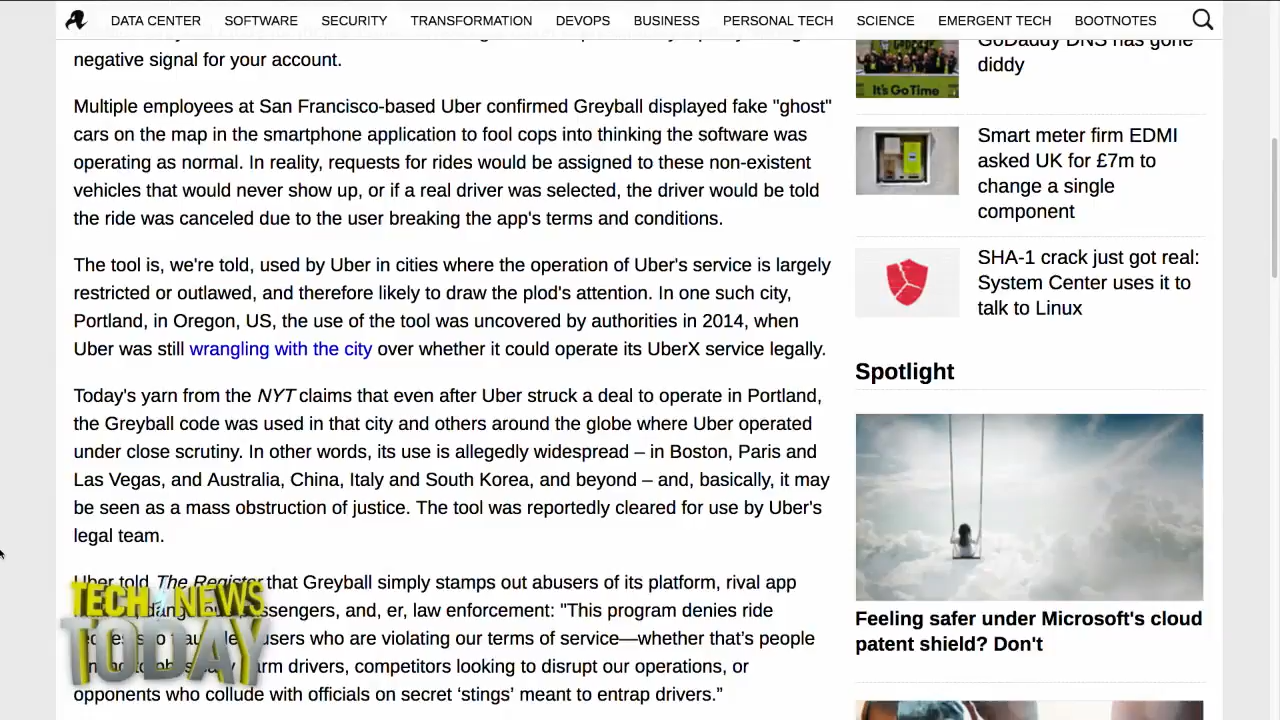 DATA CENTER SOFTWARE SECURITY TRANSFORMATION DEVOPS BUSINESS PERSONAL TECH SCIENCE EMERGENT TECH BOOTNOTES
negative signal for your account.
Multiple employees at San Francisco-based Uber confirmed Greyball displayed fake "ghost"
cars on the map in the smartphone application to fool cops into thinking the software was
operating as normal. In reality, requests for rides would be assigned to these non-existent
vehicles that would never show up, or if a real driver was selected, the driver would be told
the ride was canceled due to the user breaking the app's terms and conditions.
The tool is, we're told, used by Uber in cities where the operation of Uber's service is largely
restricted or outlawed, and therefore likely to draw the plod's attention. In one such city,
Portland, in Oregon, US, the use of the tool was uncovered by authorities in 2014, when
Uber was still wrangling with the city over whether it could operate its UberX service legally.
Today's yarn from the NYT claims that even after Uber struck a deal to operate in Portland,
the Greyball code was used in that city and others around the globe where Uber operated
under close scrutiny. In other words, its use is allegedly widespread – in Boston, Paris and
Las Vegas, and Australia, China, Italy and South Korea, and beyond – and, basically, it may
be seen as a mass obstruction of justice. The tool was reportedly cleared for use by Uber's
legal team.
Uber told The Register that Greyball simply stamps out abusers of its platform, rival app
passengers, and, er, law enforcement: "This program denies ride
users who are violating our terms of service—whether that's people
drivers, competitors looking to disrupt our operations, or
opponents who collude with officials on secret 'stings' meant to entrap drivers."
TECH NEWS
TODAY
GoDaddy DNS has gone
diddy
It's Go Time
Smart meter firm EDMI
asked UK for £7m to
change a single
component
SHA-1 crack just got real:
System Center uses it to
talk to Linux
Spotlight
Feeling safer under Microsoft's cloud
patent shield? Don't